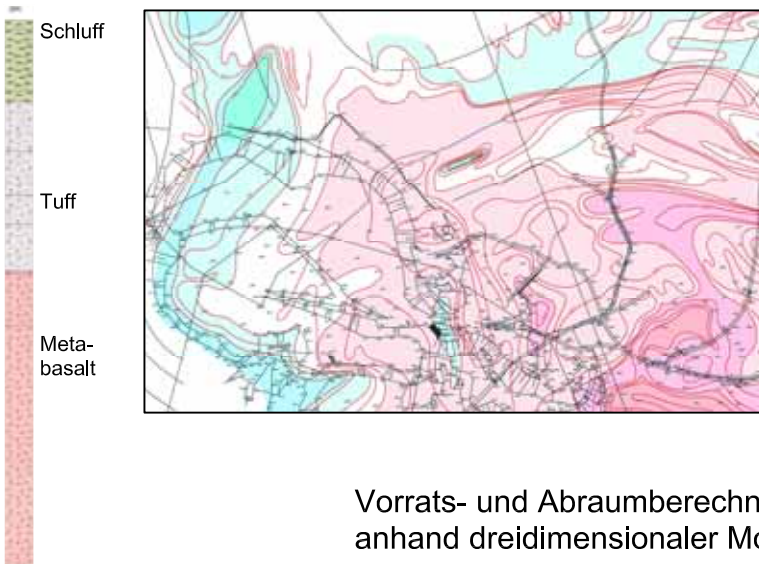 Schluff
Tuff
Meta-
basalt
Vorrats- und Abraumberechn
anhand dreidimensionaler Mo